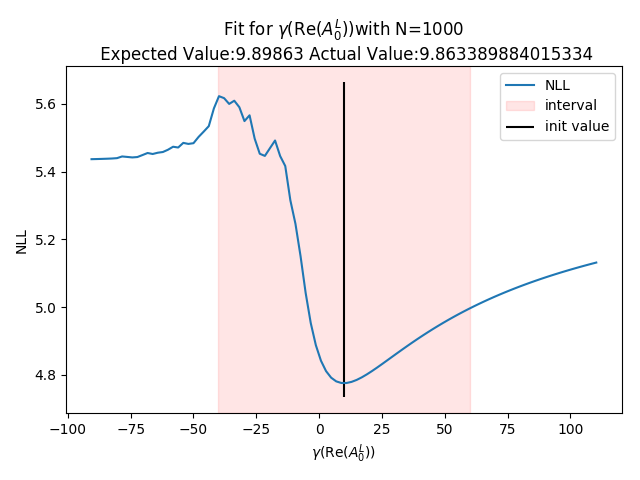 Fit for γ(Re(A₀ᴸ))with N=1000
Expected Value:9.89863 Actual Value:9.863389884015334
NLL
interval
init value
5.6
5.4
5.2
5.0
4.8
NLL
−100
−75
−50
−25
0
25
50
75
100
γ(Re(A₀ᴸ))